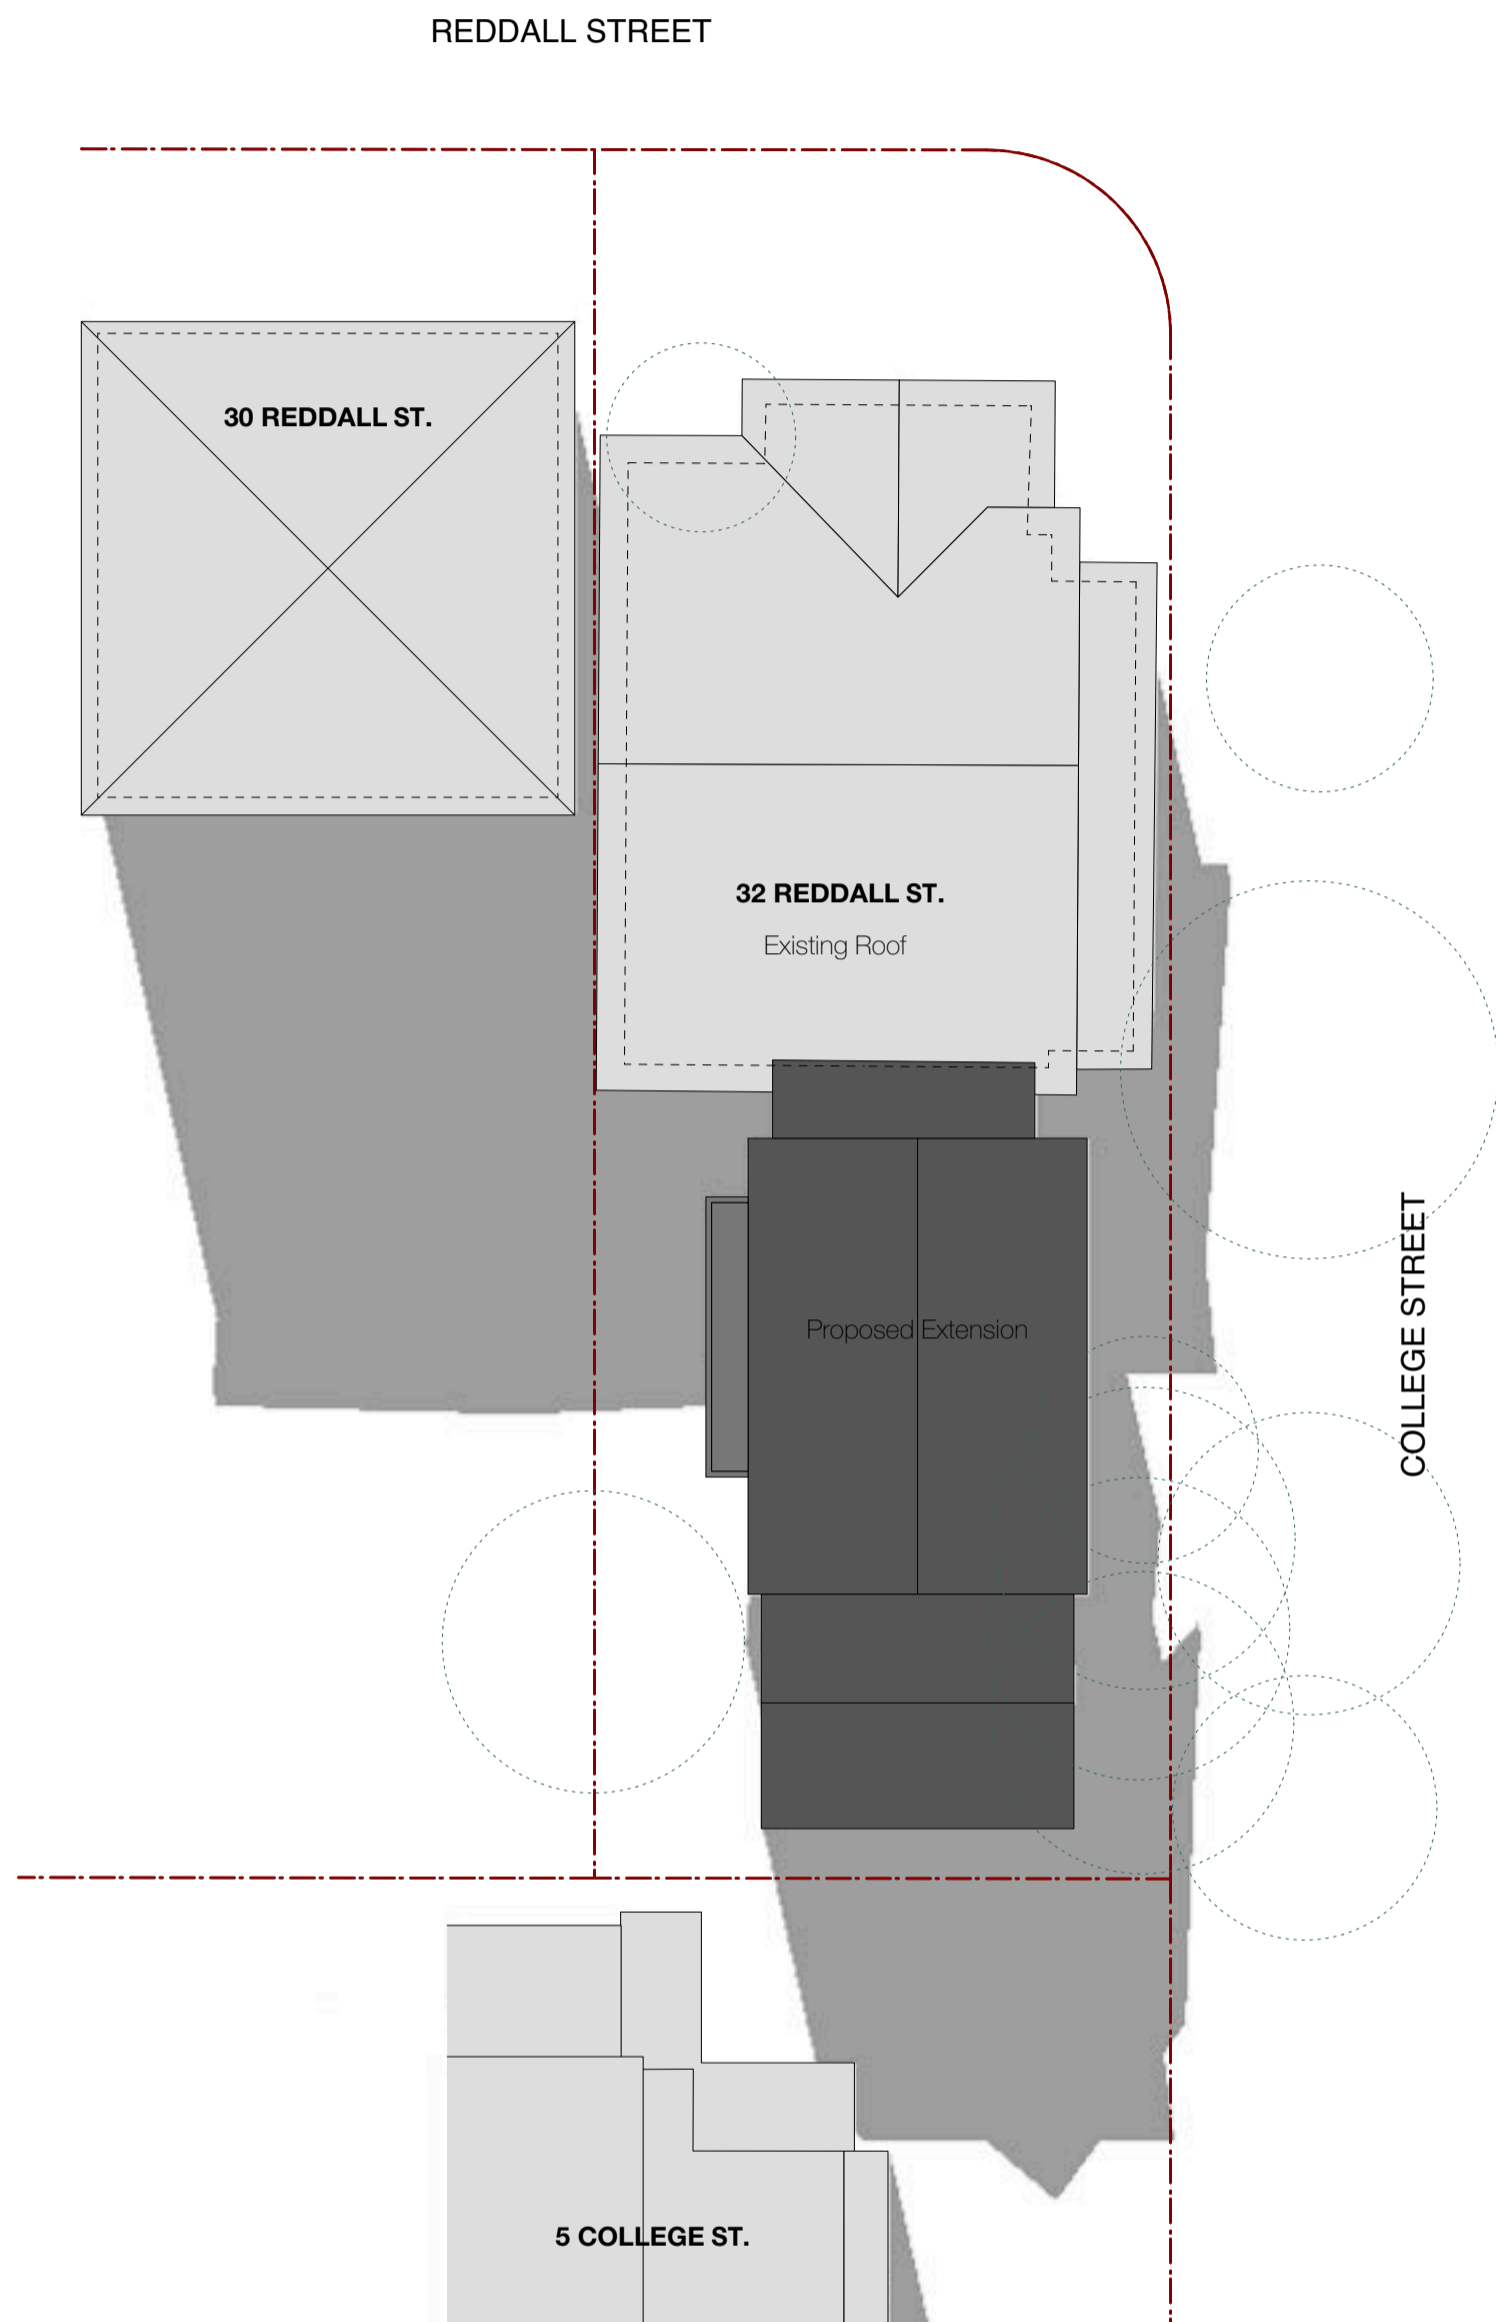 REDDALL STREET
30 REDDALL ST.
32 REDDALL ST.
Existing Roof
COLLEGE STREET
Proposed Extension
5 COLLEGE ST.